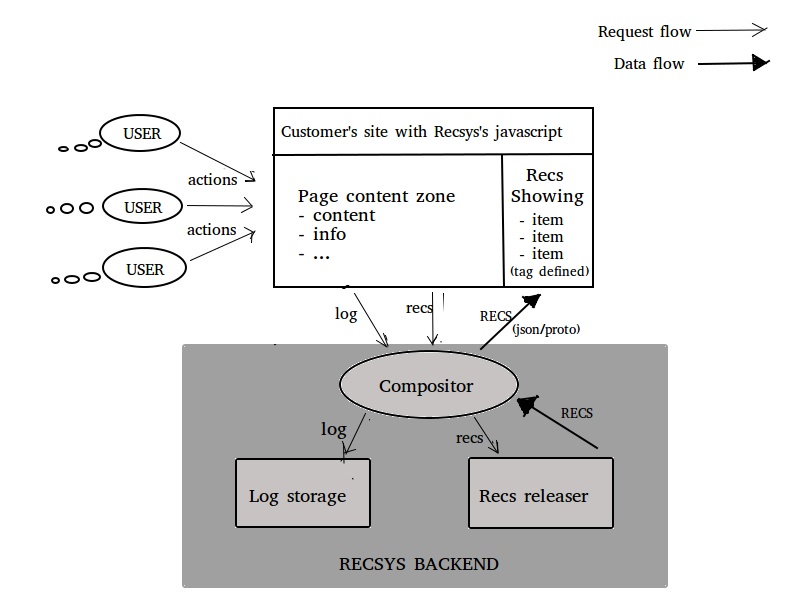 Request flow
Data flow
USER
actions
USER
actions
USER
Customer's site with Recsys's javascript
Page content zone
- content
- info
- ...
Recs
Showing
- item
- item
- item
(tag defined)
log
recs
RECS
(json/proto)
Compositor
log
recs
RECS
Log storage
Recs releaser
RECSYS BACKEND